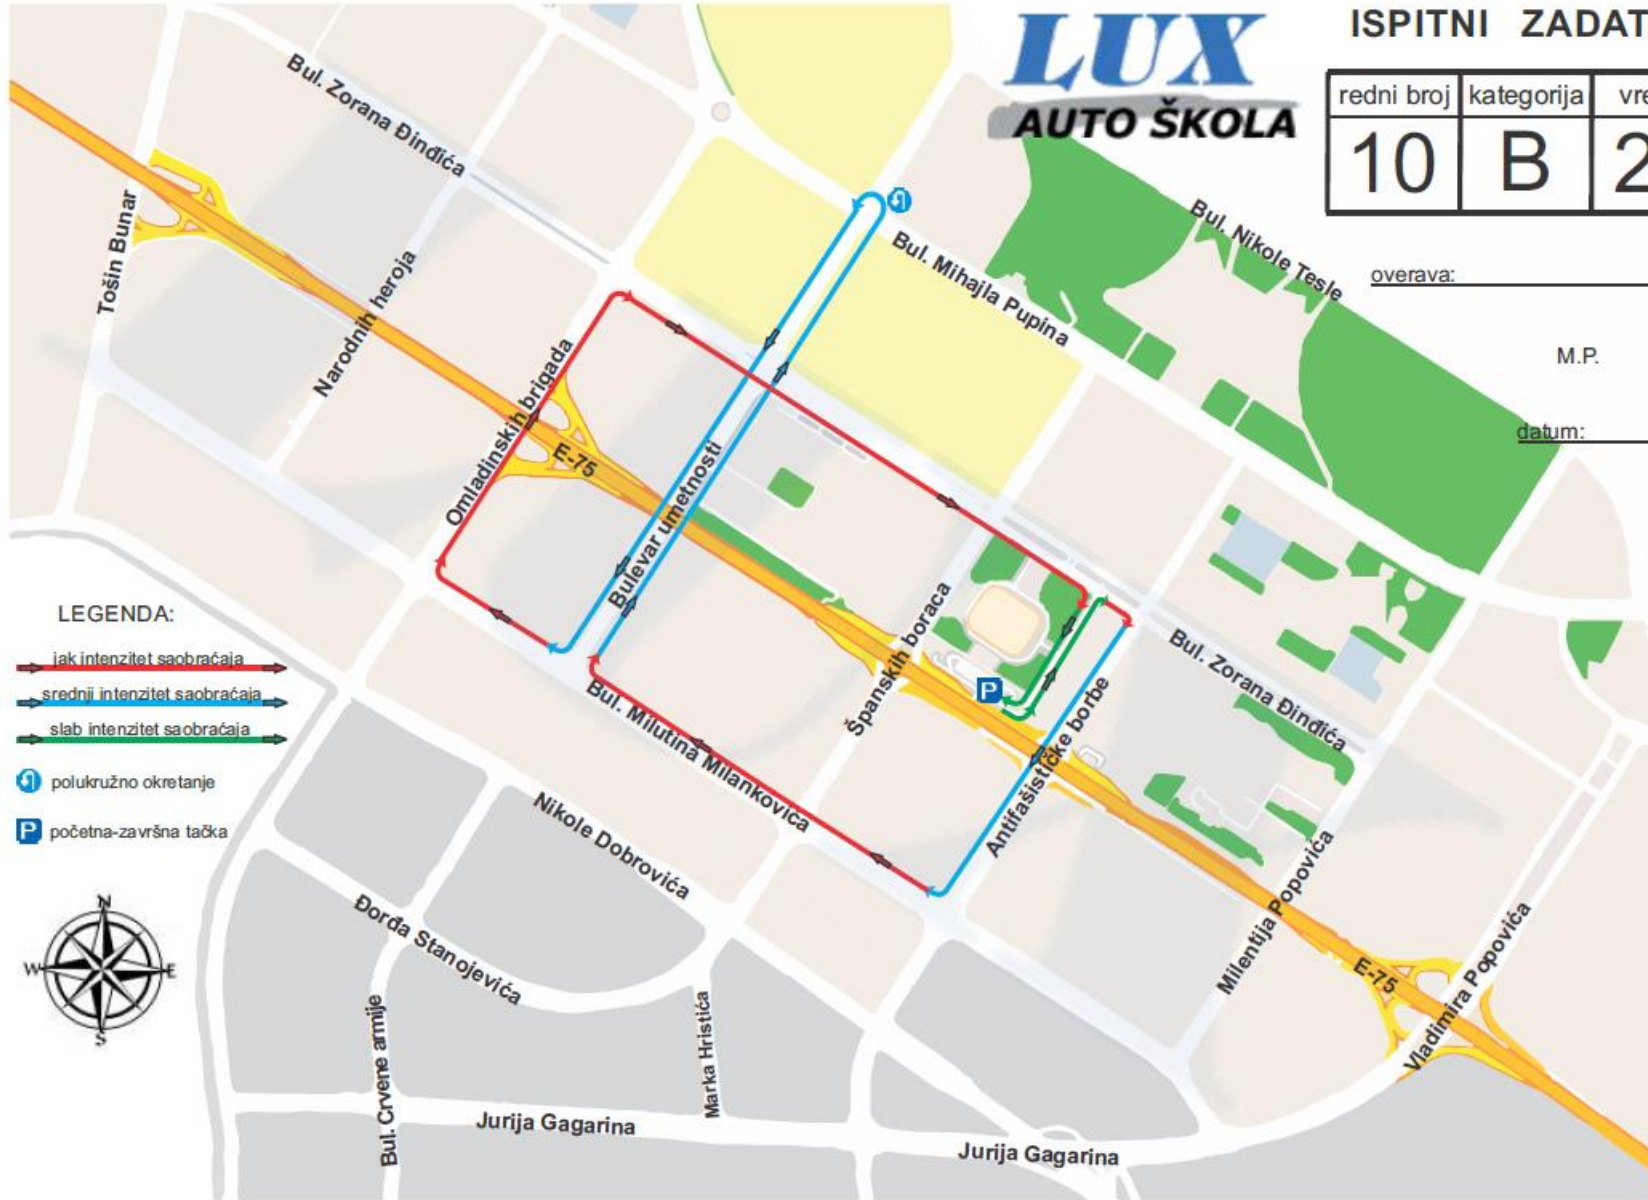 LUX
AUTO ŠKOLA
ISPITNI ZADAT
redni broj kategorija vre
10 B 2
overava:
M.P.
datum:
Bul. Zorana Đinđića
Tošin Bunar
Narodnih heroja
Omladinskih brigada
E-75
Bulevar umetnosti
Bul. Mihajla Pupina
Bul. Nikole Tesle
Španskih boraca
P
Antifašističke borbe
Bul. Zorana Đinđića
Bul. Milutina Milankovića
Nikole Dobrovića
Đorđa Stanojevića
Bul. Crvene armije
Marka Hristića
Jurija Gagarina
Jurija Gagarina
Milentija Popovića
Vladimira Popovića
E-75
LEGENDA:
jak intenzitet saobraćaja
srednji intenzitet saobraćaja
slab intenzitet saobraćaja
polukružno okretanje
P početna-završna tačka
N
W E
S